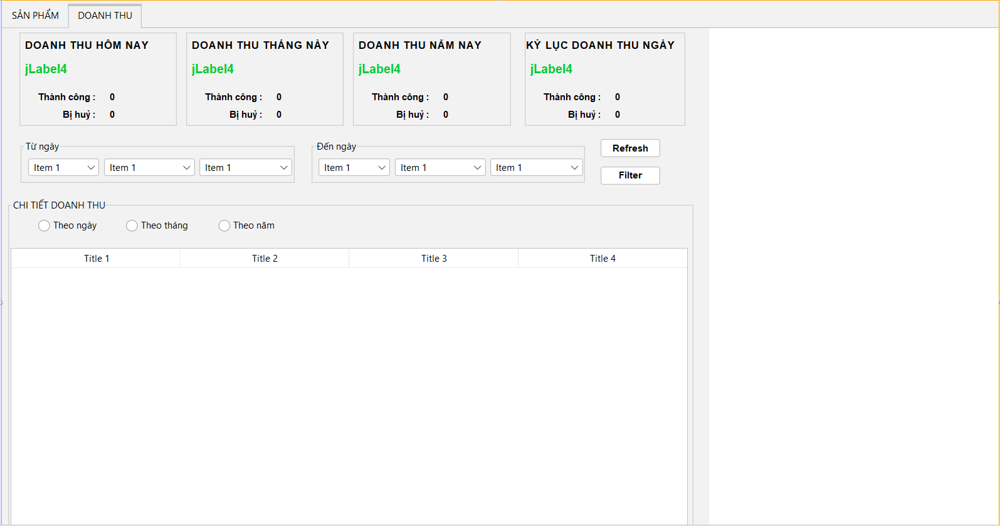 SẢN PHẨM DOANH THU
DOANH THU HÔM NAY
jLabel4
Thành công : 0
Bị huỷ : 0
DOANH THU THÁNG NÀY
jLabel4
Thành công : 0
Bị huỷ : 0
DOANH THU NĂM NAY
jLabel4
Thành công : 0
Bị huỷ : 0
KỶ LỤC DOANH THU NGÀY
jLabel4
Thành công : 0
Bị huỷ : 0
Từ ngày
Item 1 Item 1 Item 1
Đến ngày
Item 1 Item 1 Item 1
Refresh
Filter
CHI TIẾT DOANH THU
Theo ngày Theo tháng Theo năm
Title 1 Title 2 Title 3 Title 4